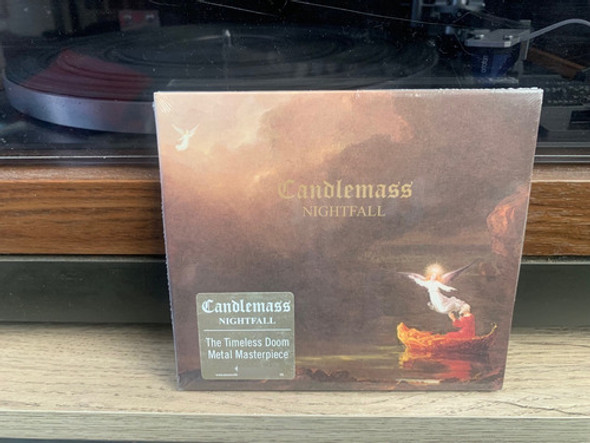 Candlemass
NIGHTFALL
Candlemass
NIGHTFALL
The Timeless Doom
Metal Masterpiece